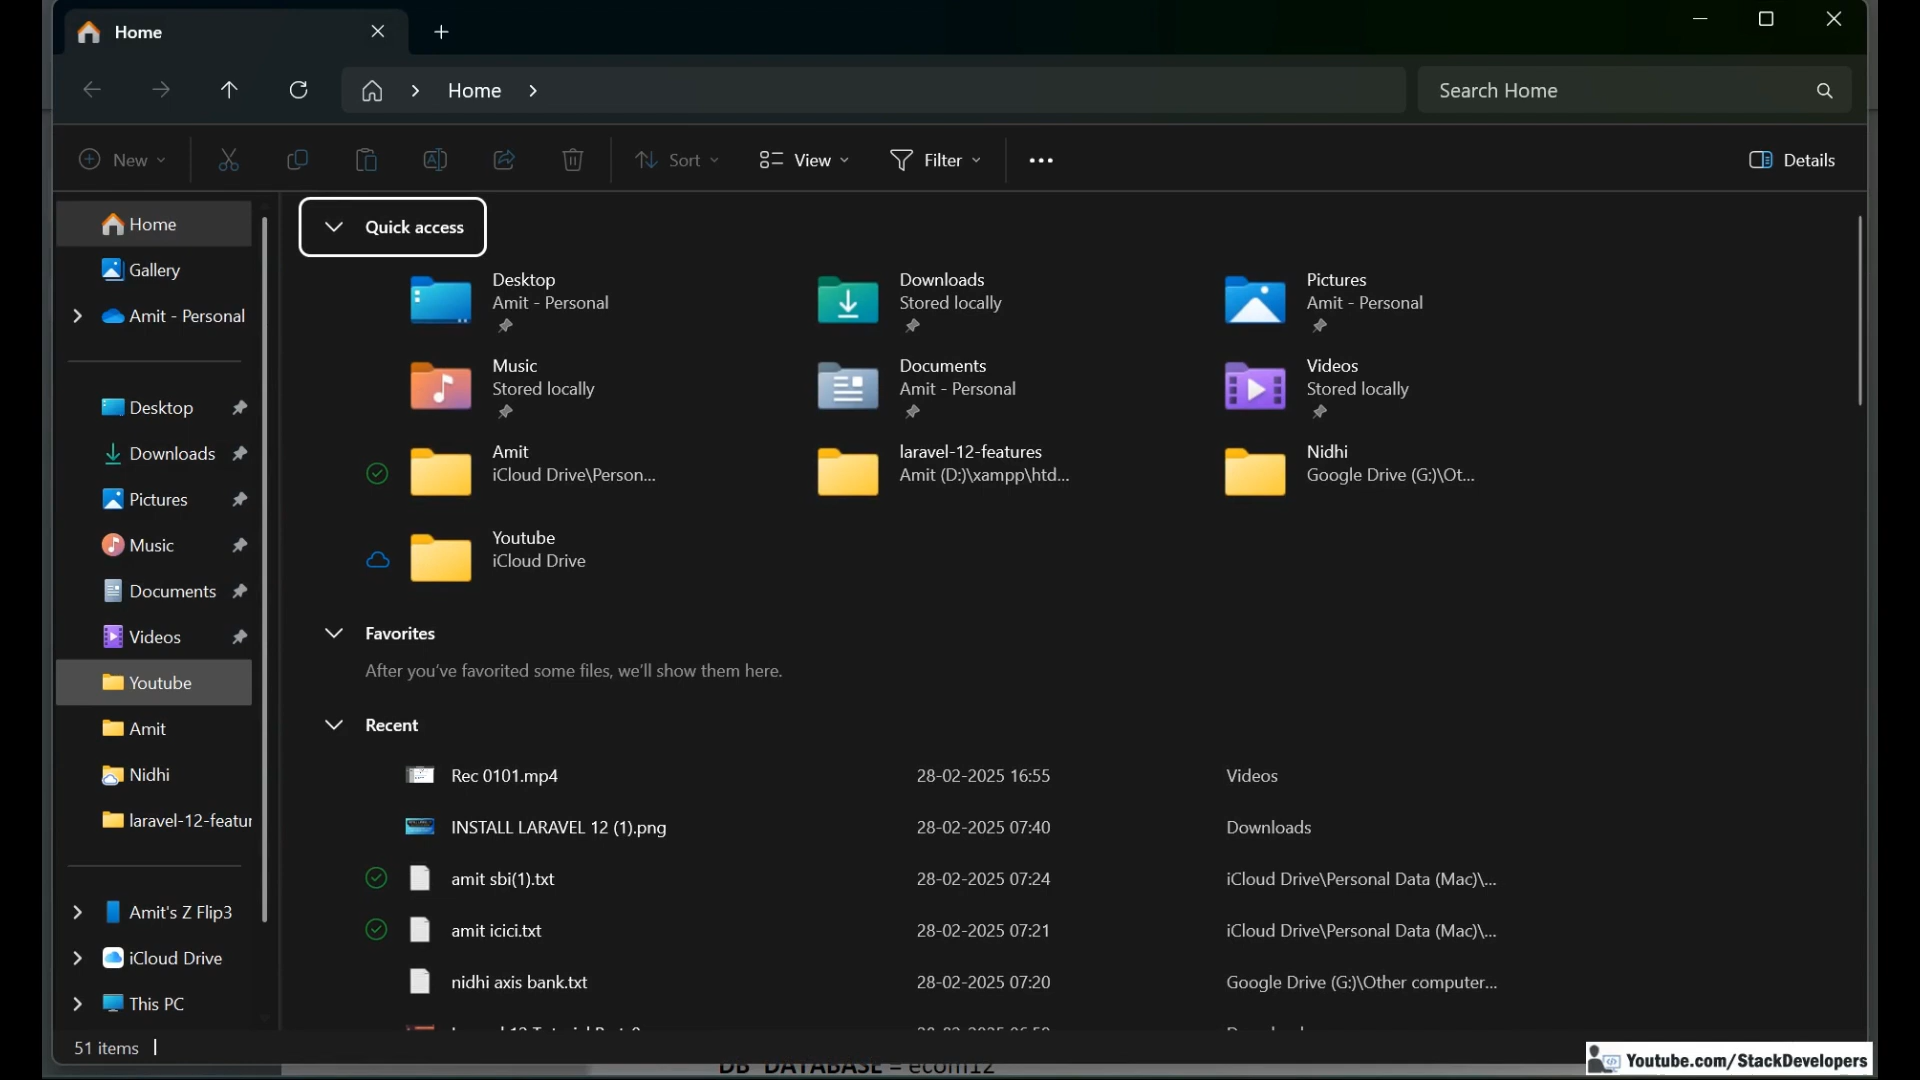 Home
Home
Search Home
New
Sort
View
Filter
Details
Home
Gallery
Amit - Personal
Desktop
Downloads
Pictures
Music
Documents
Videos
Youtube
Amit
Nidhi
laravel-12-featur
Amit's Z Flip3
iCloud Drive
This PC
Quick access
Desktop
Amit - Personal
Downloads
Stored locally
Pictures
Amit - Personal
Music
Stored locally
Documents
Amit - Personal
Videos
Stored locally
Amit
iCloud Drive\Person...
laravel-12-features
Amit (D:)\xampp\htd...
Nidhi
Google Drive (G:)\Ot...
Youtube
iCloud Drive
Favorites
After you've favorited some files, we'll show them here.
Recent
Rec 0101.mp4 28-02-2025 16:55 Videos
INSTALL LARAVEL 12 (1).png 28-02-2025 07:40 Downloads
amit sbi(1).txt 28-02-2025 07:24 iCloud Drive\Personal Data (Mac)\...
amit icici.txt 28-02-2025 07:21 iCloud Drive\Personal Data (Mac)\...
nidhi axis bank.txt 28-02-2025 07:20 Google Drive (G:)\Other computer...
51 items
DB_DATABASE = ecom12
Youtube.com/StackDevelopers